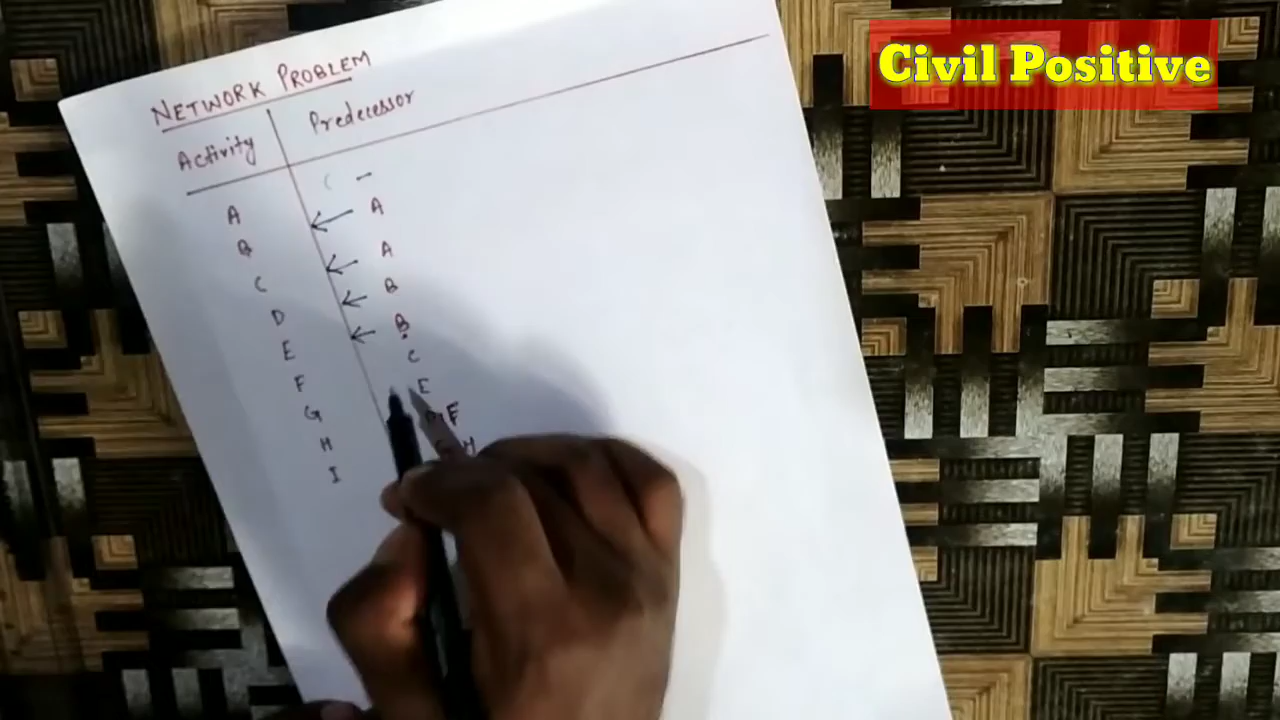 Civil Positive
NETWORK PROBLEM
Activity Predecessor
A -
B A
C A
D B
E B
F C
G E
H F
I H